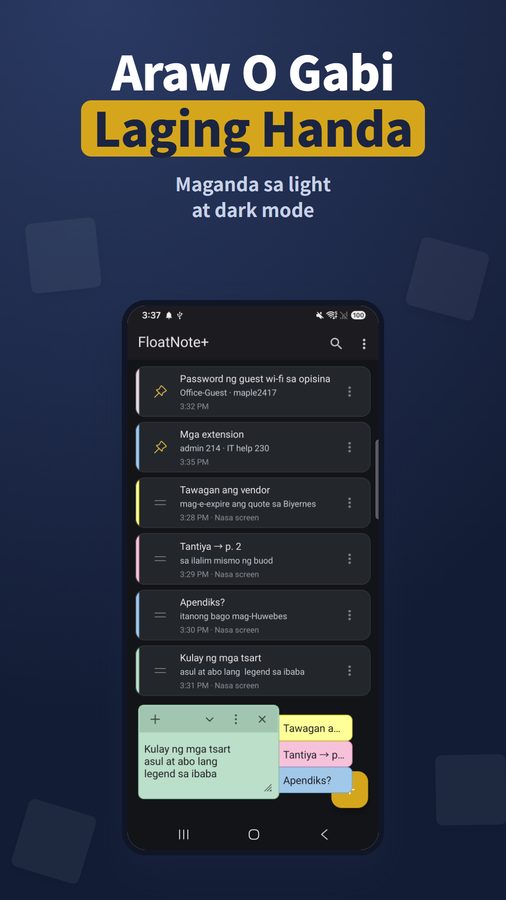 Araw O Gabi
Laging Handa
Maganda sa light
at dark mode
3:37
100
FloatNote+
Password ng guest wi-fi sa opisina
Office-Guest · maple2417
3:32 PM
Mga extension
admin 214 · IT help 230
3:35 PM
Tawagan ang vendor
mag-e-expire ang quote sa Biyernes
3:28 PM · Nasa screen
Tantiya → p. 2
sa ilalim mismo ng buod
3:29 PM · Nasa screen
Apendiks?
itanong bago mag-Huwebes
3:30 PM · Nasa screen
Kulay ng mga tsart
asul at abo lang  legend sa ibaba
3:31 PM · Nasa screen
Kulay ng mga tsart
asul at abo lang
legend sa ibaba
Tawagan a...
Tantiya → p...
Apendiks?